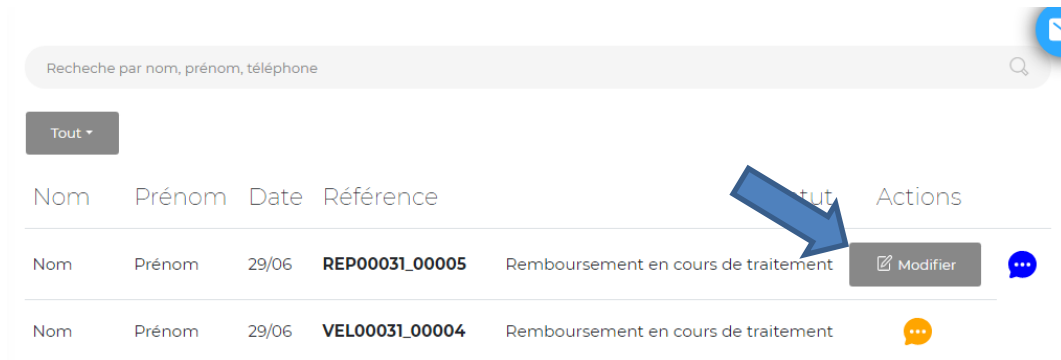 Recheche par nom, prénom, téléphone
Tout
Nom Prénom Date Référence Actions
Nom Prénom 29/06 REP00031_00005 Remboursement en cours de traitement Modifier
Nom Prénom 29/06 VEL00031_00004 Remboursement en cours de traitement